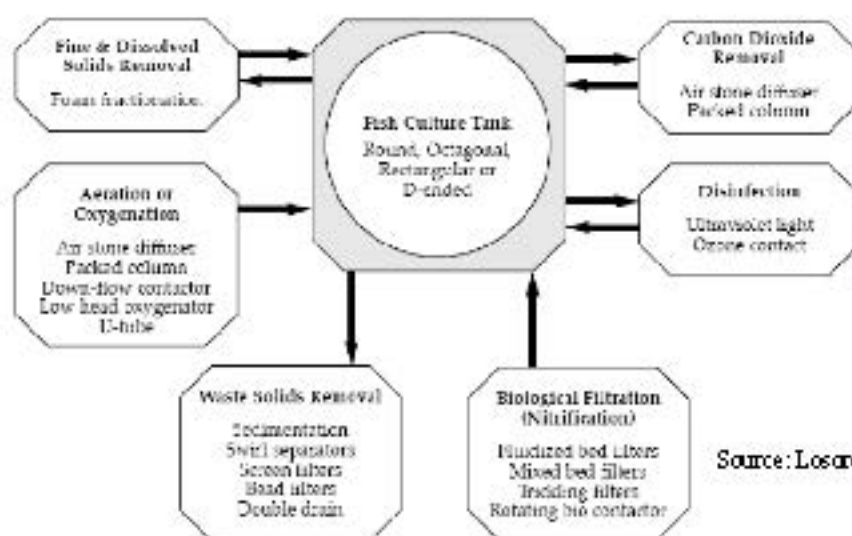 Fine & Dissolved
Solids Removal
Foam fractionation
Carbon Dioxide
Removal
Air stone diffuser
Packed column
Fish Culture Tank
Round, Octagonal,
Rectangular or
D-ended
Aeration or
Oxygenation
Air stone diffuser
Packed column
Down-flow contactor
Low head oxygenator
U-tube
Disinfection
Ultraviolet light
Ozone contact
Waste Solids Removal
Sedimentation
Swirl separators
Screen filters
Bead filters
Double drain
Biological Filtration
(Nitrification)
Fluidized bed filters
Mixed bed filters
Trickling filters
Rotating bio contactor
Source: Losord